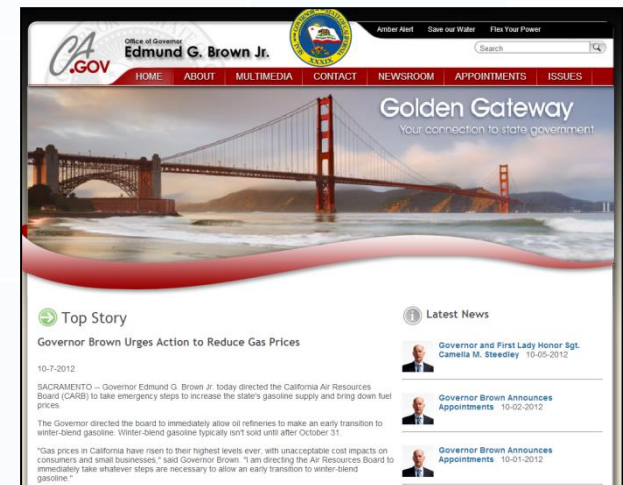 Amber Alert Save our Water Flex Your Power
CA
.GOV
Office of Governor
Edmund G. Brown Jr.
Search
HOME ABOUT MULTIMEDIA CONTACT NEWSROOM APPOINTMENTS ISSUES
Golden Gateway
Your connection to state government
Top Story
Governor Brown Urges Action to Reduce Gas Prices
10-7-2012
SACRAMENTO -- Governor Edmund G. Brown Jr. today directed the California Air Resources
Board (CARB) to take emergency steps to increase the state's gasoline supply and bring down fuel
prices.
The Governor directed the board to immediately allow oil refineries to make an early transition to
winter-blend gasoline. Winter-blend gasoline typically isn't sold until after October 31.
"Gas prices in California have risen to their highest levels ever, with unacceptable cost impacts on
consumers and small businesses," said Governor Brown. "I am directing the Air Resources Board to
immediately take whatever steps are necessary to allow an early transition to winter-blend
gasoline."
Latest News
Governor and First Lady Honor Sgt.
Camella M. Steedley 10-05-2012
Governor Brown Announces
Appointments 10-02-2012
Governor Brown Announces
Appointments 10-01-2012